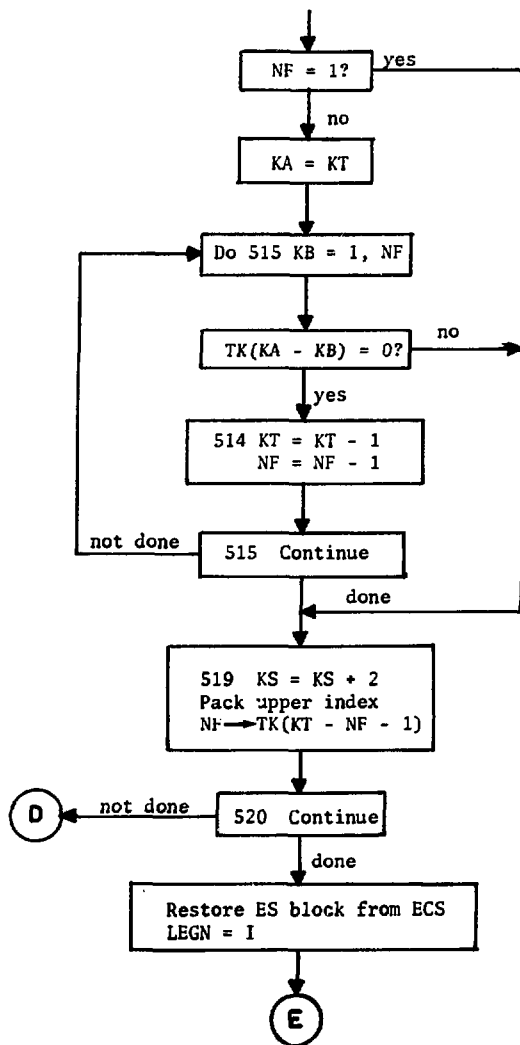 NF = 1?
yes
no
KA = KT
Do 515 KB = I, NF
TK(KA - KB) = 0?
no
yes
514 KT = KT - 1
NF = NF - 1
not done
515 Continue
done
519 KS = KS + 2
Pack upper index
NF→TK(KT - NF - 1)
D
not done
520 Continue
done
Restore ES block from ECS
LEGN = I
E